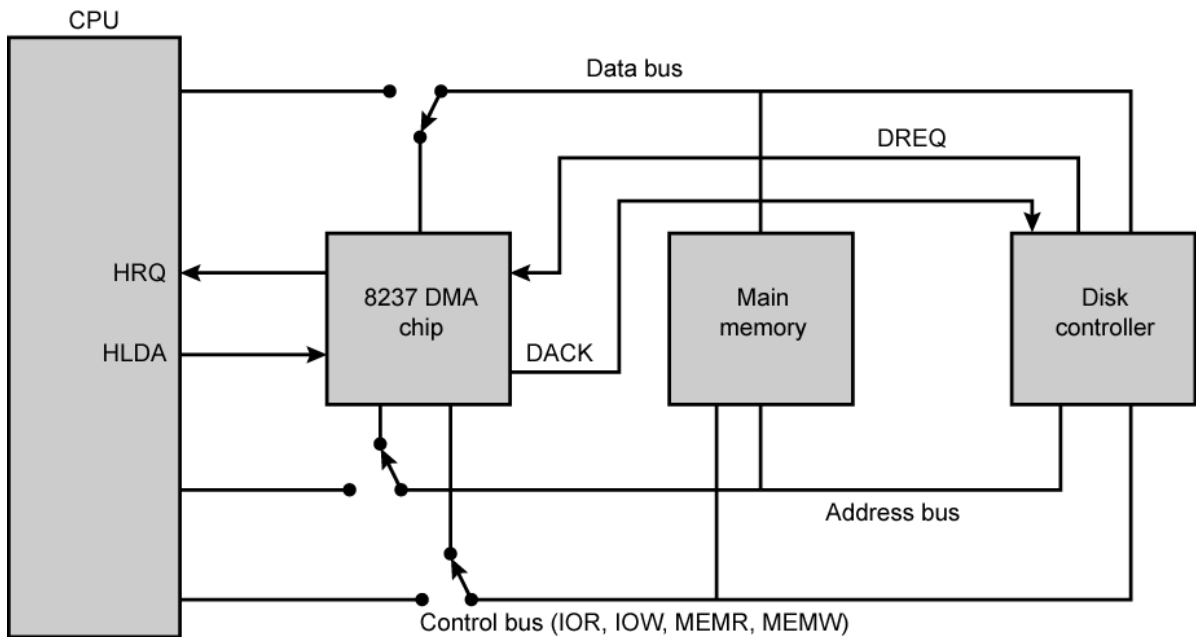 CPU
Data bus
DREQ
HRQ
8237 DMA
chip
Main
memory
Disk
controller
HLDA
DACK
Address bus
Control bus (IOR, IOW, MEMR, MEMW)